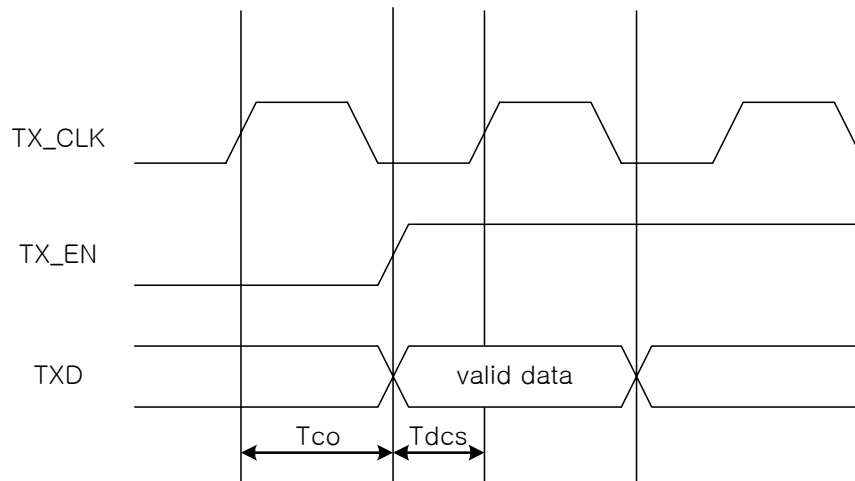 TX_CLK
TX_EN
TXD
valid data
Tco
Tdcs